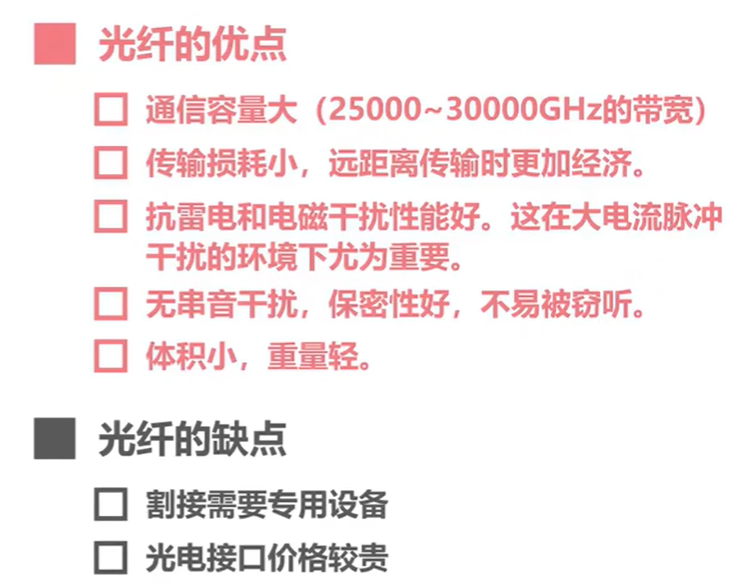 光纤的优点
通信容量大（25000~30000GHz的带宽）
传输损耗小，远距离传输时更加经济。
抗雷电和电磁干扰性能好。这在大电流脉冲
干扰的环境下尤为重要。
无串音干扰，保密性好，不易被窃听。
体积小，重量轻。
光纤的缺点
割接需要专用设备
光电接口价格较贵